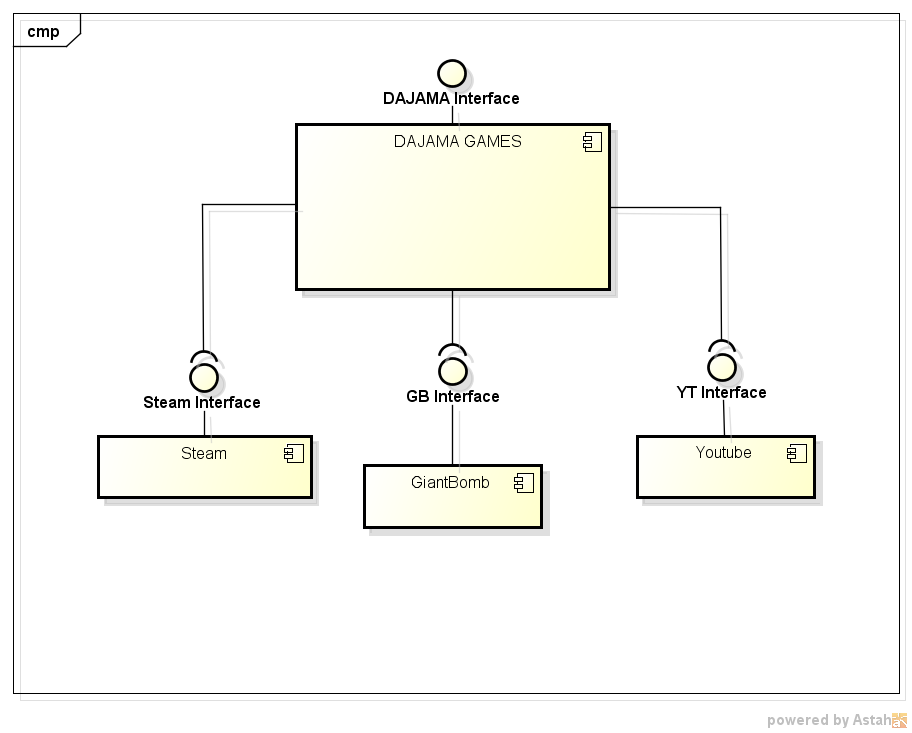 cmp
DAJAMA Interface
DAJAMA GAMES
Steam Interface
GB Interface
YT Interface
Steam
GiantBomb
Youtube
powered by Astah